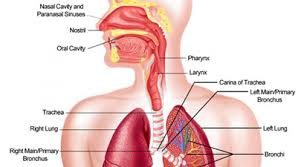 Nasal Cavity and
Paranasal Sinuses
Nostril
Oral Cavity
Pharynx
Larynx
Carina of Trachea
Left Main/Primary
Bronchus
Trachea
Right Lung
Left Lung
Right Main/Primary
Bronchus
Bronchi